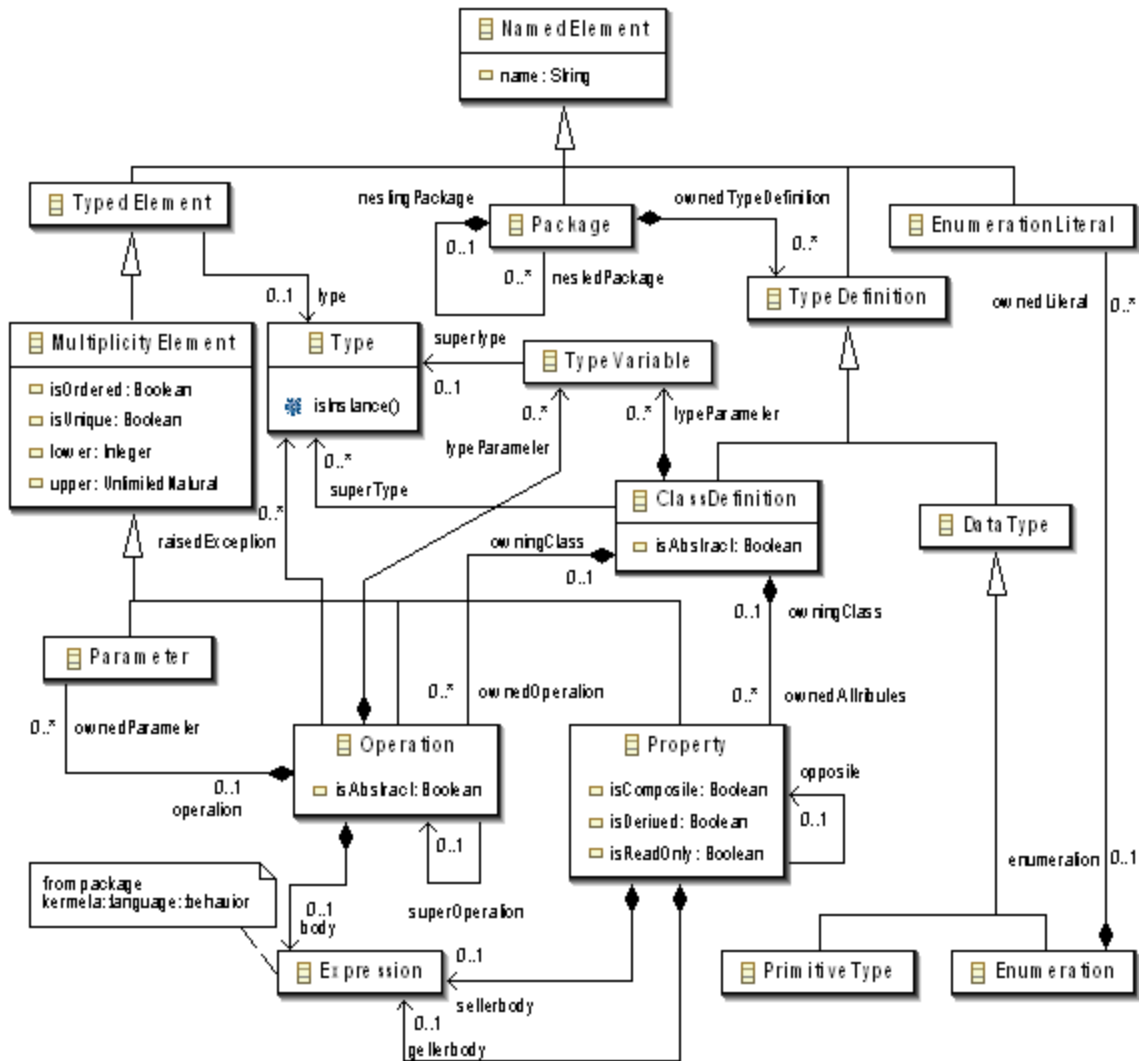 NamedElement
name: String
TypedElement
nestingPackage
Package
ownedTypeDefinition
EnumerationLiteral
0..1
0..*
0..*
nestedPackage
TypeDefinition
ownedLiteral
0..*
0..1
type
MultiplicityElement
Type
supertype
TypeVariable
0..1
isOrdered: Boolean
isUnique: Boolean
lower: Integer
upper: UnlimitedNatural
isInstance()
0..*
0..*
typeParameter
typeParameter
0..*
superType
ClassDefinition
isAbstract: Boolean
DataType
0..*
raisedException
owningClass
0..1
0..1
owningClass
Parameter
0..*
ownedOperation
0..*
ownedAttributes
0..*
ownedParameter
Operation
isAbstract: Boolean
Property
isComposite: Boolean
isDerived: Boolean
isReadOnly: Boolean
opposite
0..1
0..1
operation
0..1
superOperation
enumeration
0..1
from package
kermeta::language::behavior
0..1
body
Expression
0..1
setterbody
0..1
getterbody
PrimitiveType
Enumeration